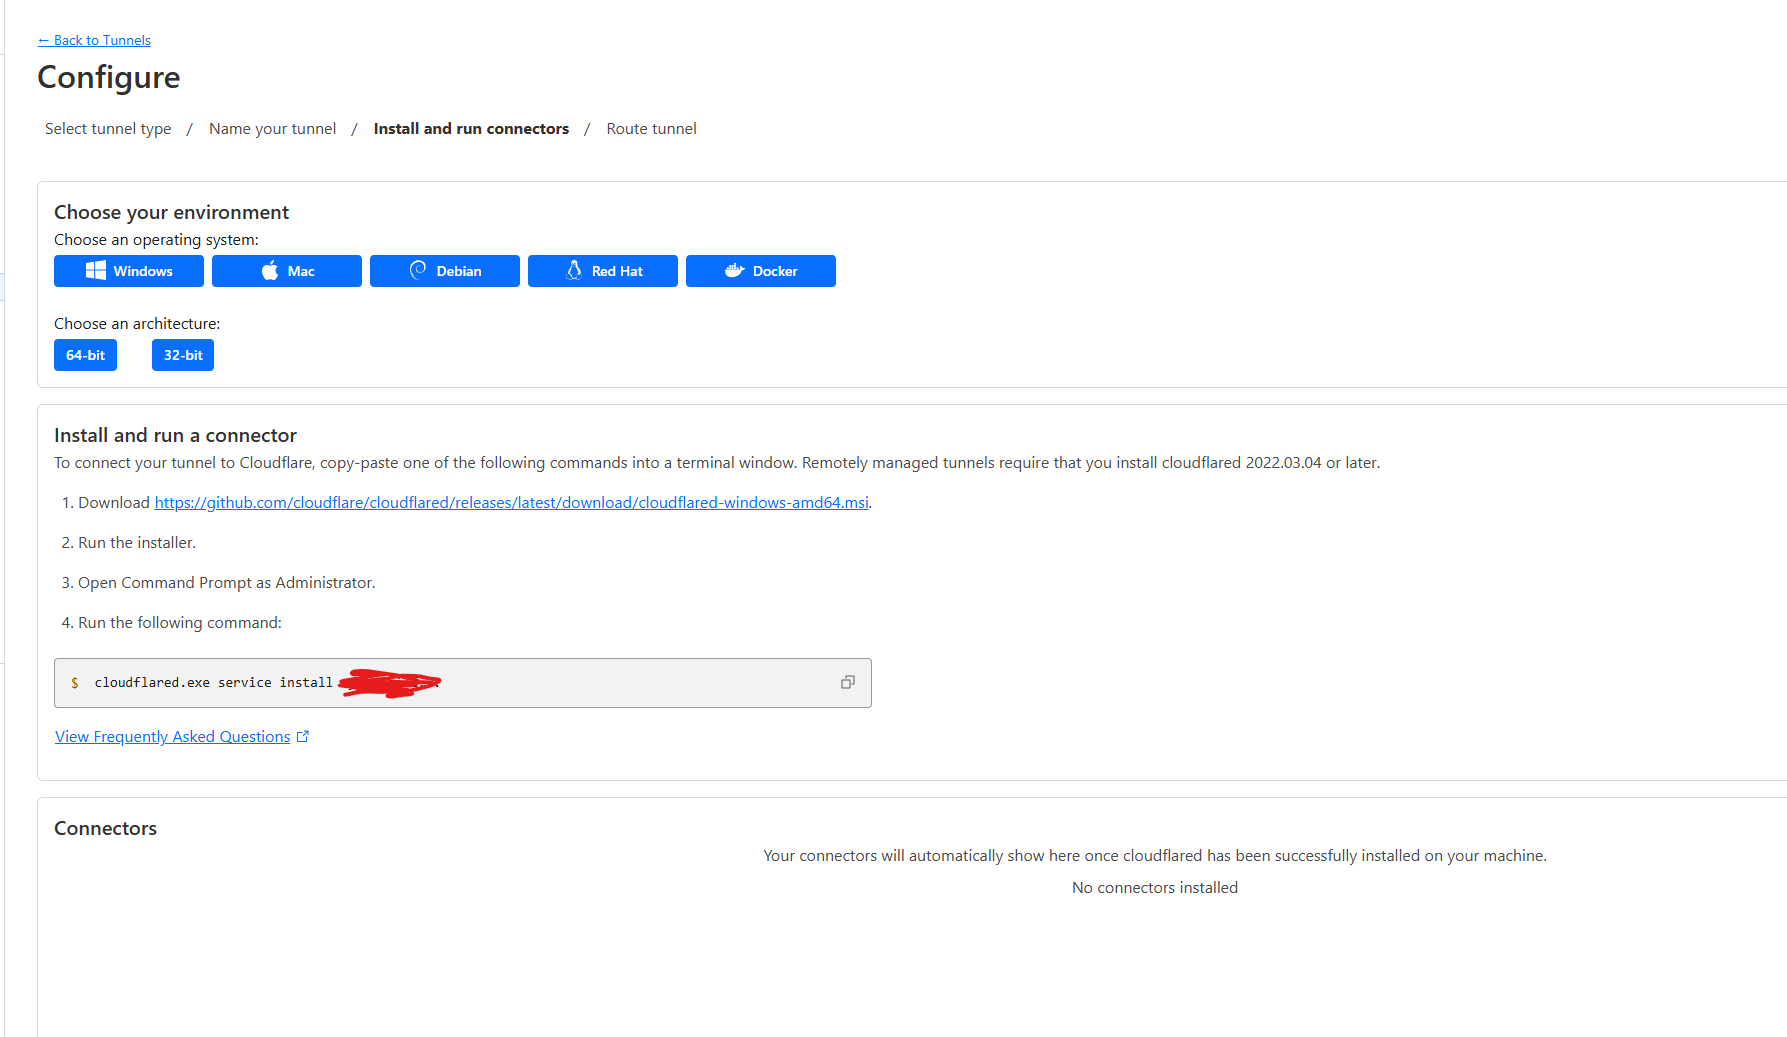 ← Back to Tunnels
Configure
Select tunnel type / Name your tunnel / Install and run connectors / Route tunnel
Choose your environment
Choose an operating system:
Windows Mac Debian Red Hat Docker
Choose an architecture:
64-bit 32-bit
Install and run a connector
To connect your tunnel to Cloudflare, copy-paste one of the following commands into a terminal window. Remotely managed tunnels require that you install cloudflared 2022.03.04 or later.
1. Download https://github.com/cloudflare/cloudflared/releases/latest/download/cloudflared-windows-amd64.msi.
2. Run the installer.
3. Open Command Prompt as Administrator.
4. Run the following command:
$ cloudflared.exe service install
View Frequently Asked Questions
Connectors
Your connectors will automatically show here once cloudflared has been successfully installed on your machine.
No connectors installed